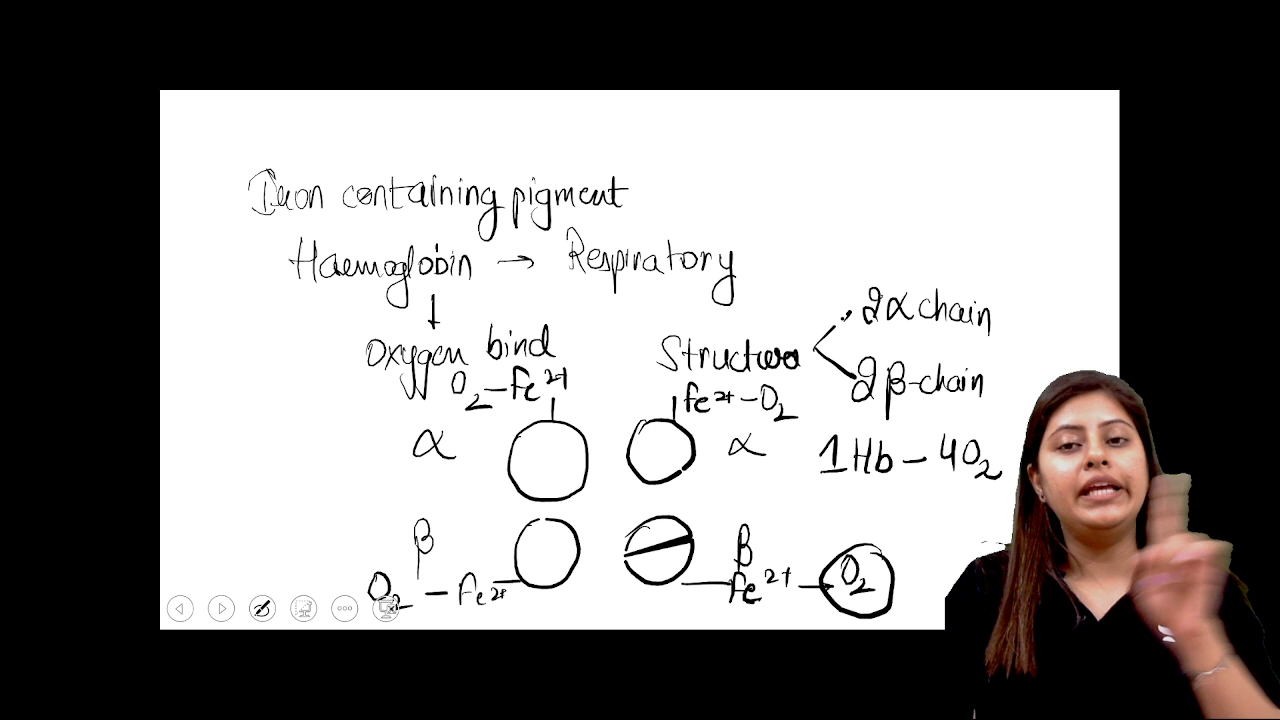 Iron containing pigment
Haemoglobin → Respiratory
↓
Oxygen bind
Structure
2α chain
2β-chain
O2–Fe2+
Fe2+–O2
α
α
1Hb – 4O2
β
β
O2 – Fe2+
Fe2+ – O2